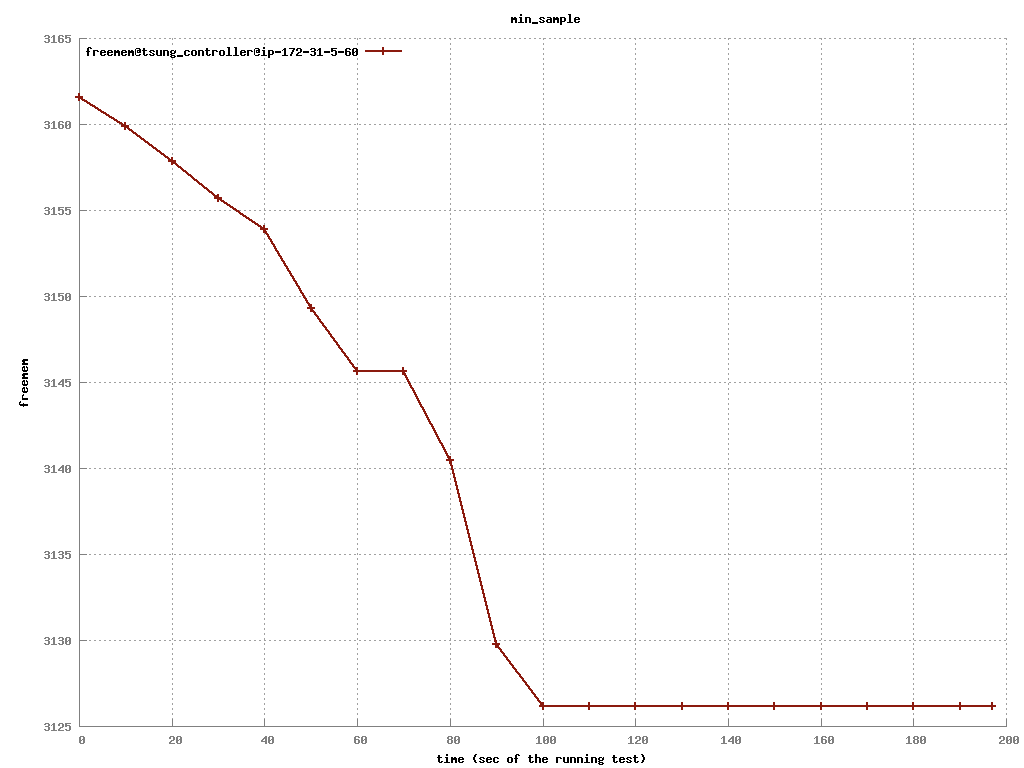 min_sample
freemem@tsung_controller@ip-172-31-5-60
3165
3160
3155
3150
3145
3140
3135
3130
3125
freemem
0 20 40 60 80 100 120 140 160 180 200
time (sec of the running test)